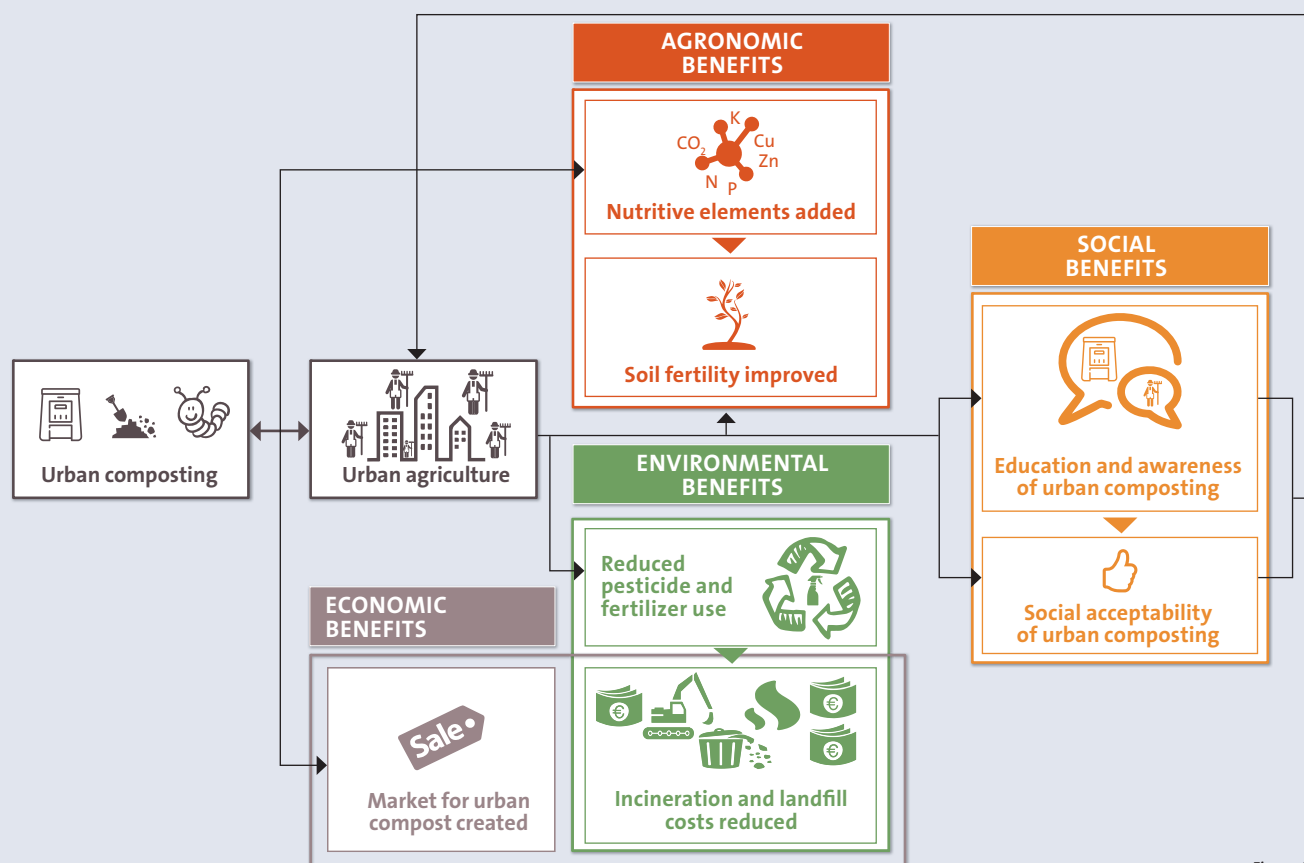 AGRONOMIC
BENEFITS
K
CO₂
Cu
Zn
N
P
Nutritive elements added
Soil fertility improved
SOCIAL
BENEFITS
Education and awareness
of urban composting
Social acceptability
of urban composting
Urban composting
Urban agriculture
ENVIRONMENTAL
BENEFITS
Reduced
pesticide and
fertilizer use
ECONOMIC
BENEFITS
Sale
Market for urban
compost created
€
€
€
Incineration and landfill
costs reduced